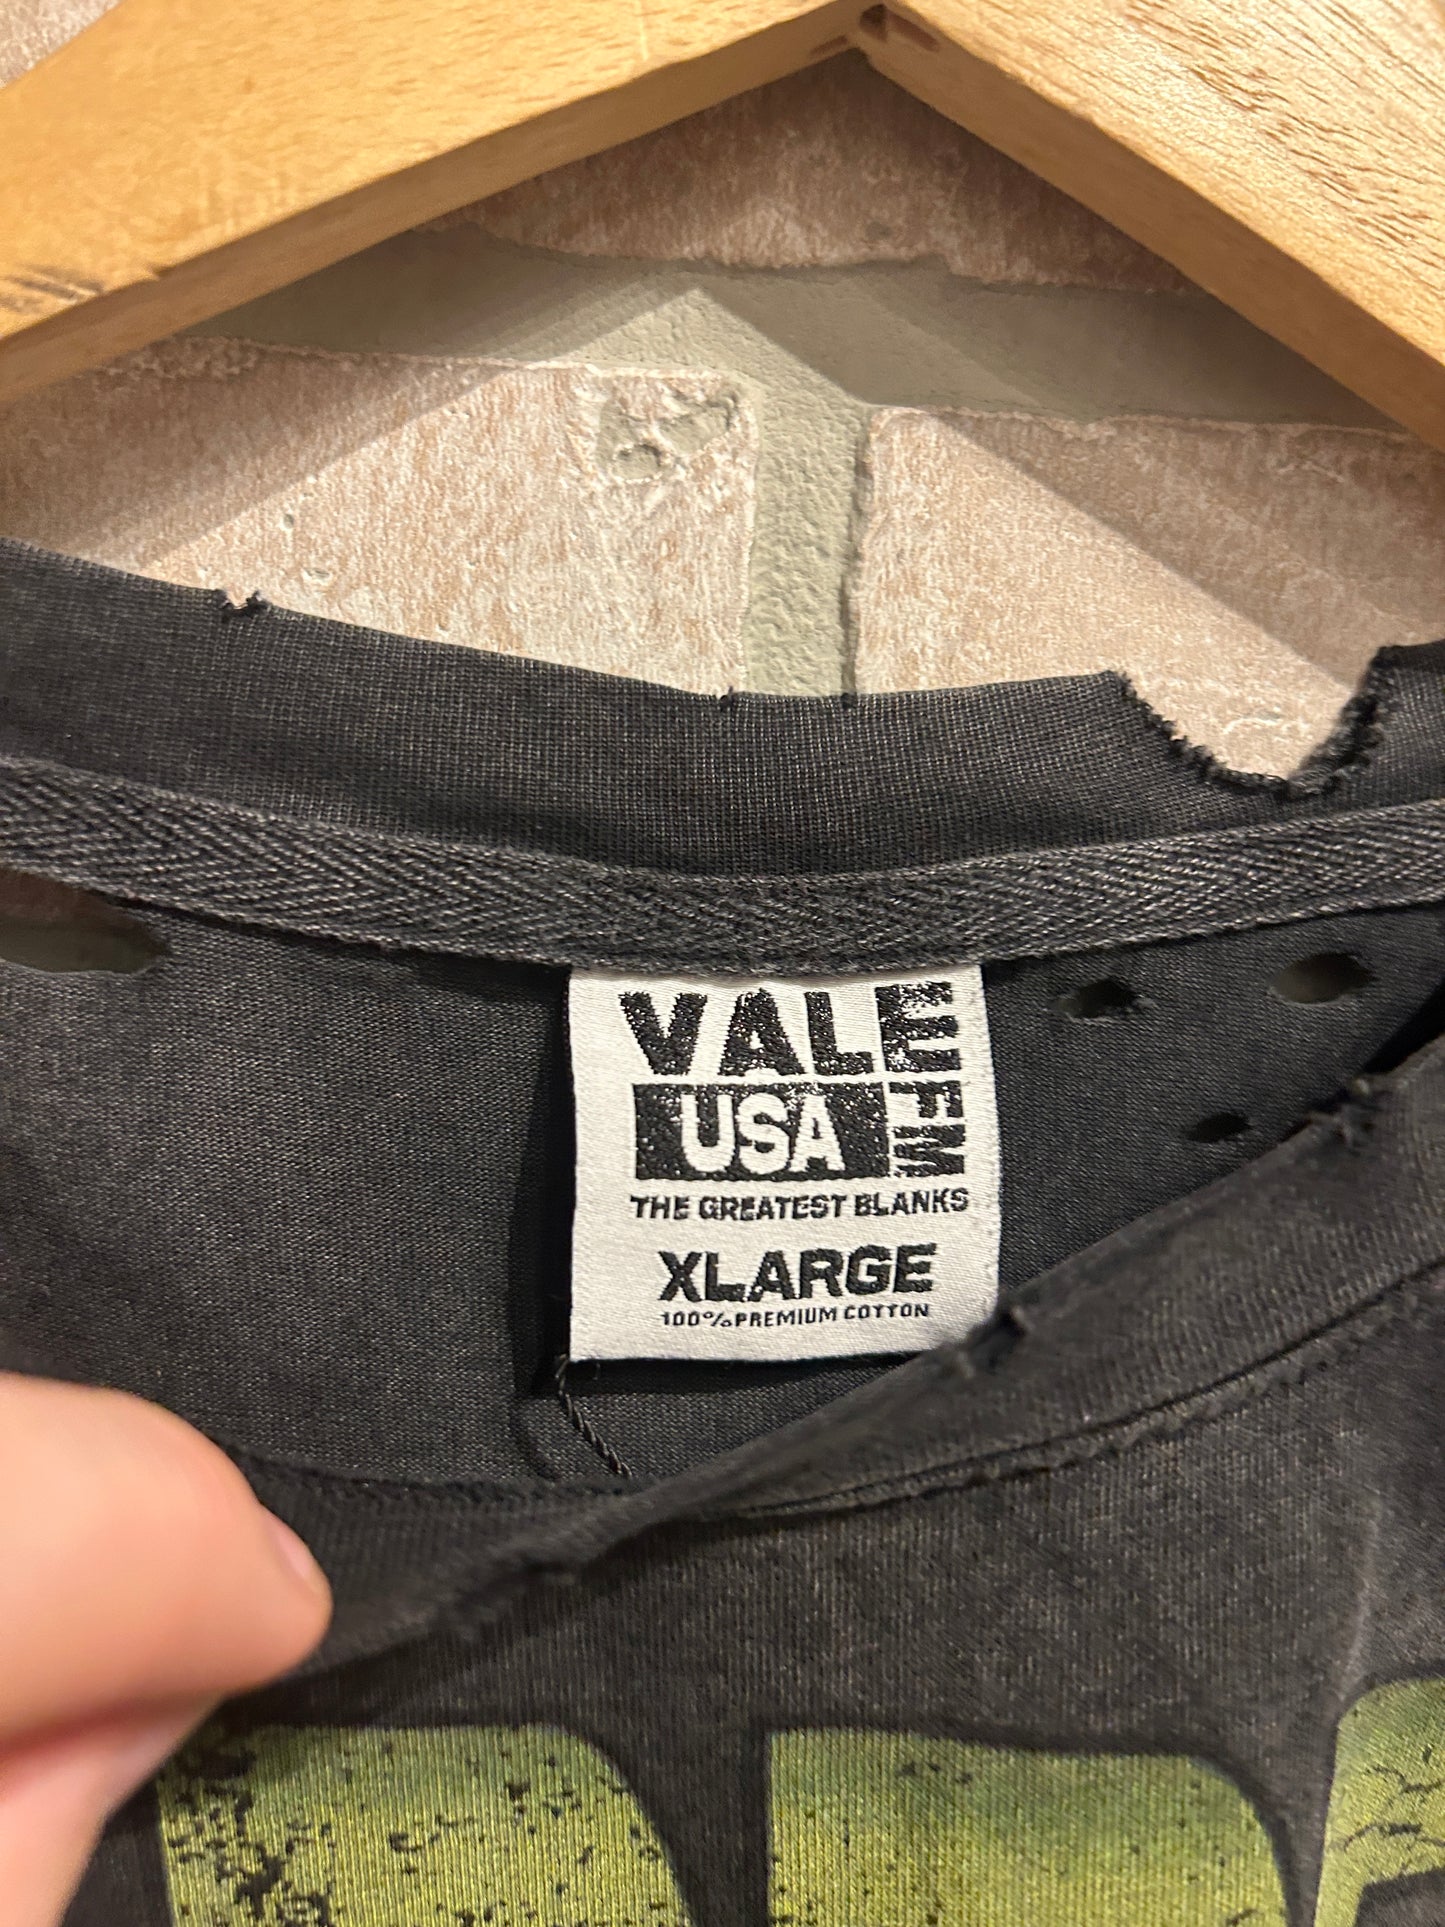 VALE
FM
USA
THE GREATEST BLANKS
XLARGE
100% PREMIUM COTTON